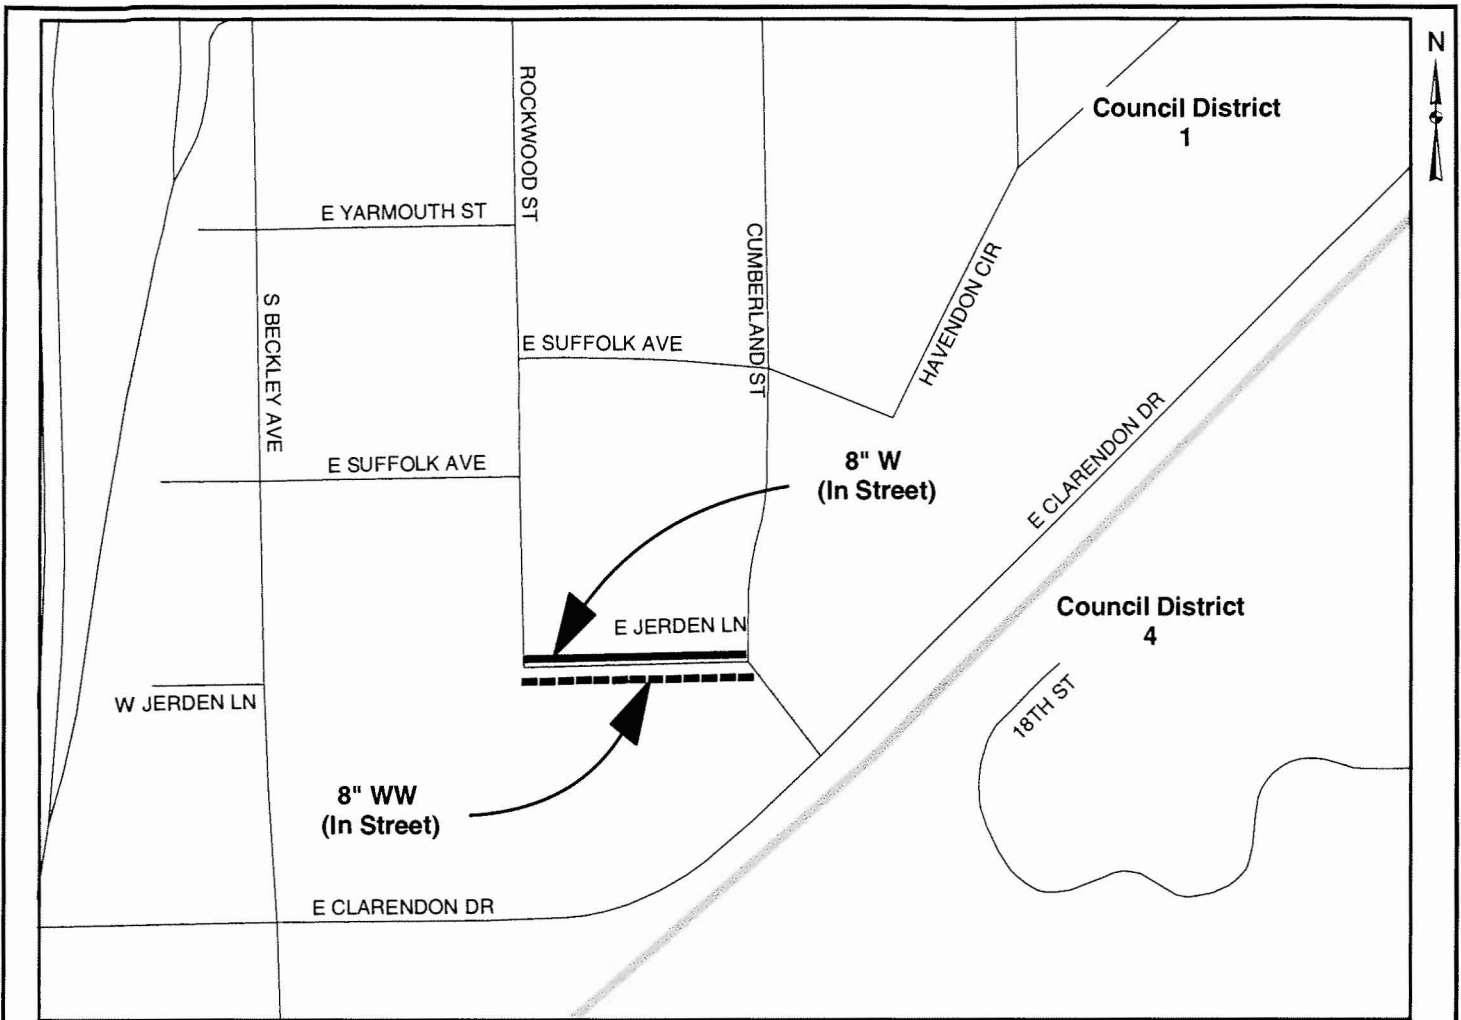 N
Council District
1
ROCKWOOD ST
E YARMOUTH ST
CUMBERLAND ST
HAVENDON CIR
S BECKLEY AVE
E SUFFOLK AVE
E CLARENDON DR
E SUFFOLK AVE
8" W
(In Street)
Council District
4
E JERDEN LN
W JERDEN LN
18TH ST
8" WW
(In Street)
E CLARENDON DR